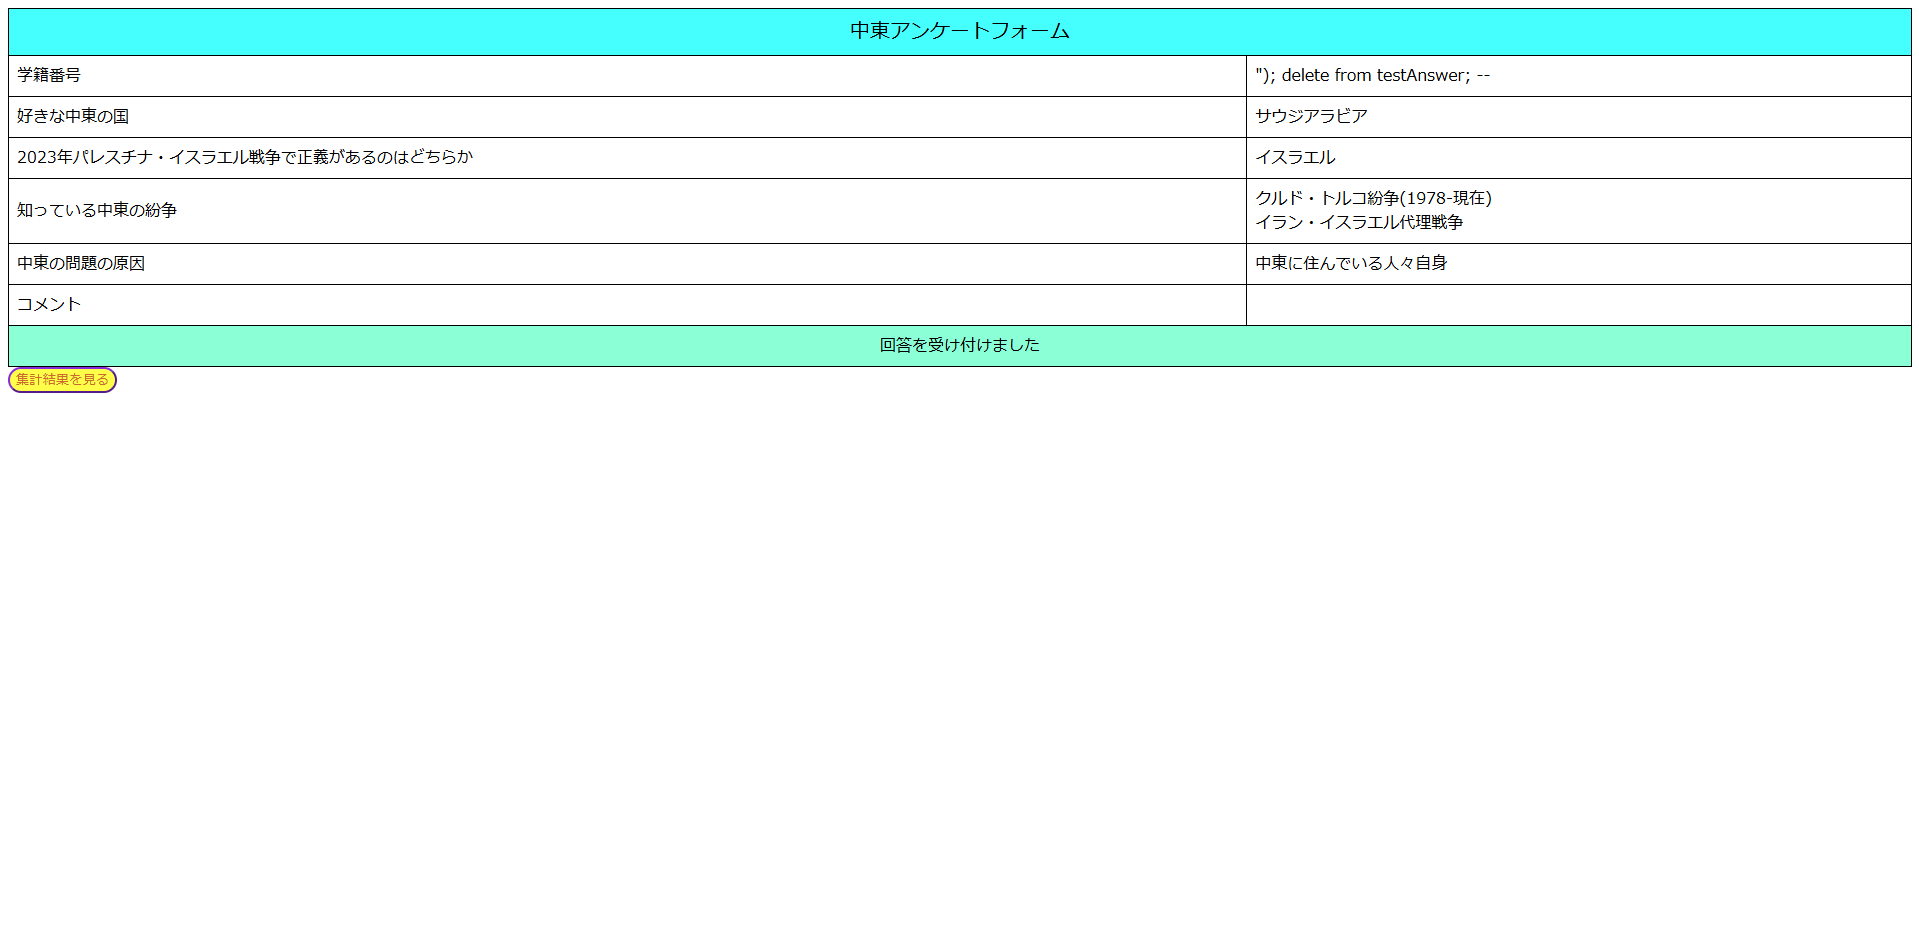 中東アンケートフォーム
学籍番号
"); delete from testAnswer; --
好きな中東の国
サウジアラビア
2023年パレスチナ・イスラエル戦争で正義があるのはどちらか
イスラエル
知っている中東の紛争
クルド・トルコ紛争(1978-現在)
イラン・イスラエル代理戦争
中東の問題の原因
中東に住んでいる人々自身
コメント
回答を受け付けました
集計結果を見る